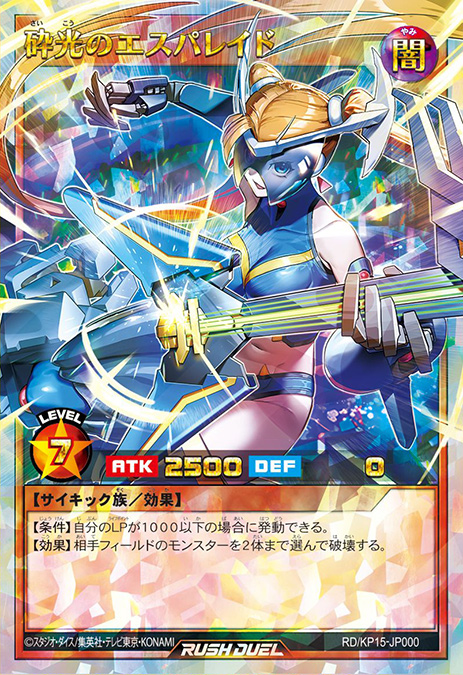 さい こう
砕光のエスパレイド
やみ
闇
LEVEL
7
ATK 2500 DEF 0
【サイキック族／効果】
【条件】自分のLPが1000以下の場合に発動できる。
【効果】相手フィールドのモンスターを2体まで選んで破壊する。
©スタジオ・ダイス/集英社・テレビ東京・KONAMI
RUSH DUEL
RD/KP15-JP000